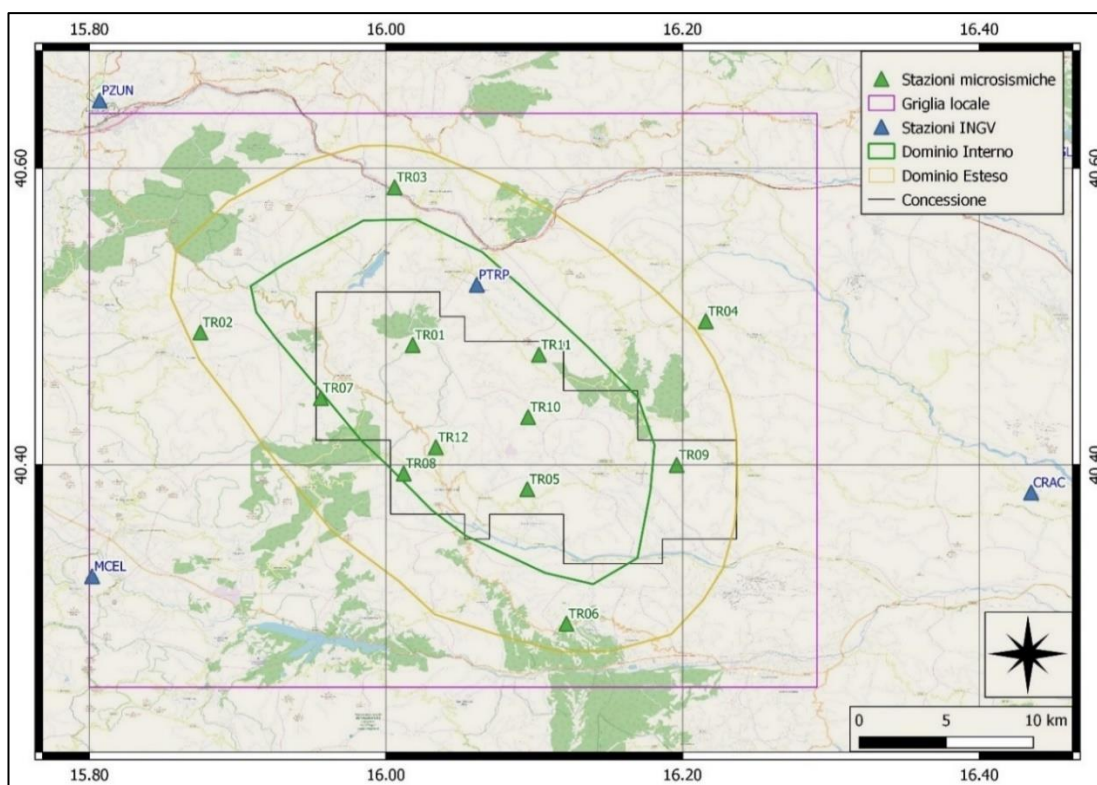 15.80 16.00 16.20 16.40
PZUN
Stazioni microsismiche
Griglia locale
Stazioni INGV
Dominio Interno
Dominio Esteso
Concessione
40.60 40.60
TR03
PTRP
TR02
TR04
TR01
TR11
TR07
TR10
TR12
40.40 40.40
TR08
TR09
TR05
CRAC
MCEL
TR06
0 5 10 km
15.80 16.00 16.20 16.40